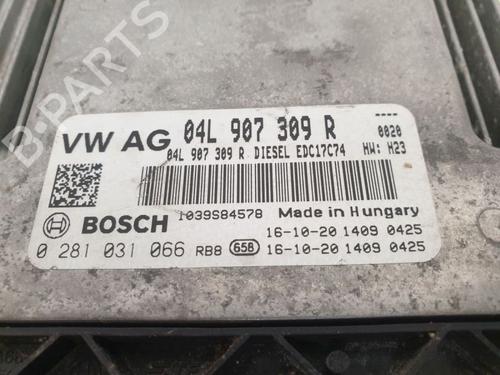 VW AG 04L 907 309 R 0020
04L 907 309 R DIESEL EDC17C74 HW: H23
BOSCH 1039S84578 Made in Hungary
16-10-20 1409 0425
0 281 031 066 RB8 658 16-10-20 1409 0425
B-PARTS